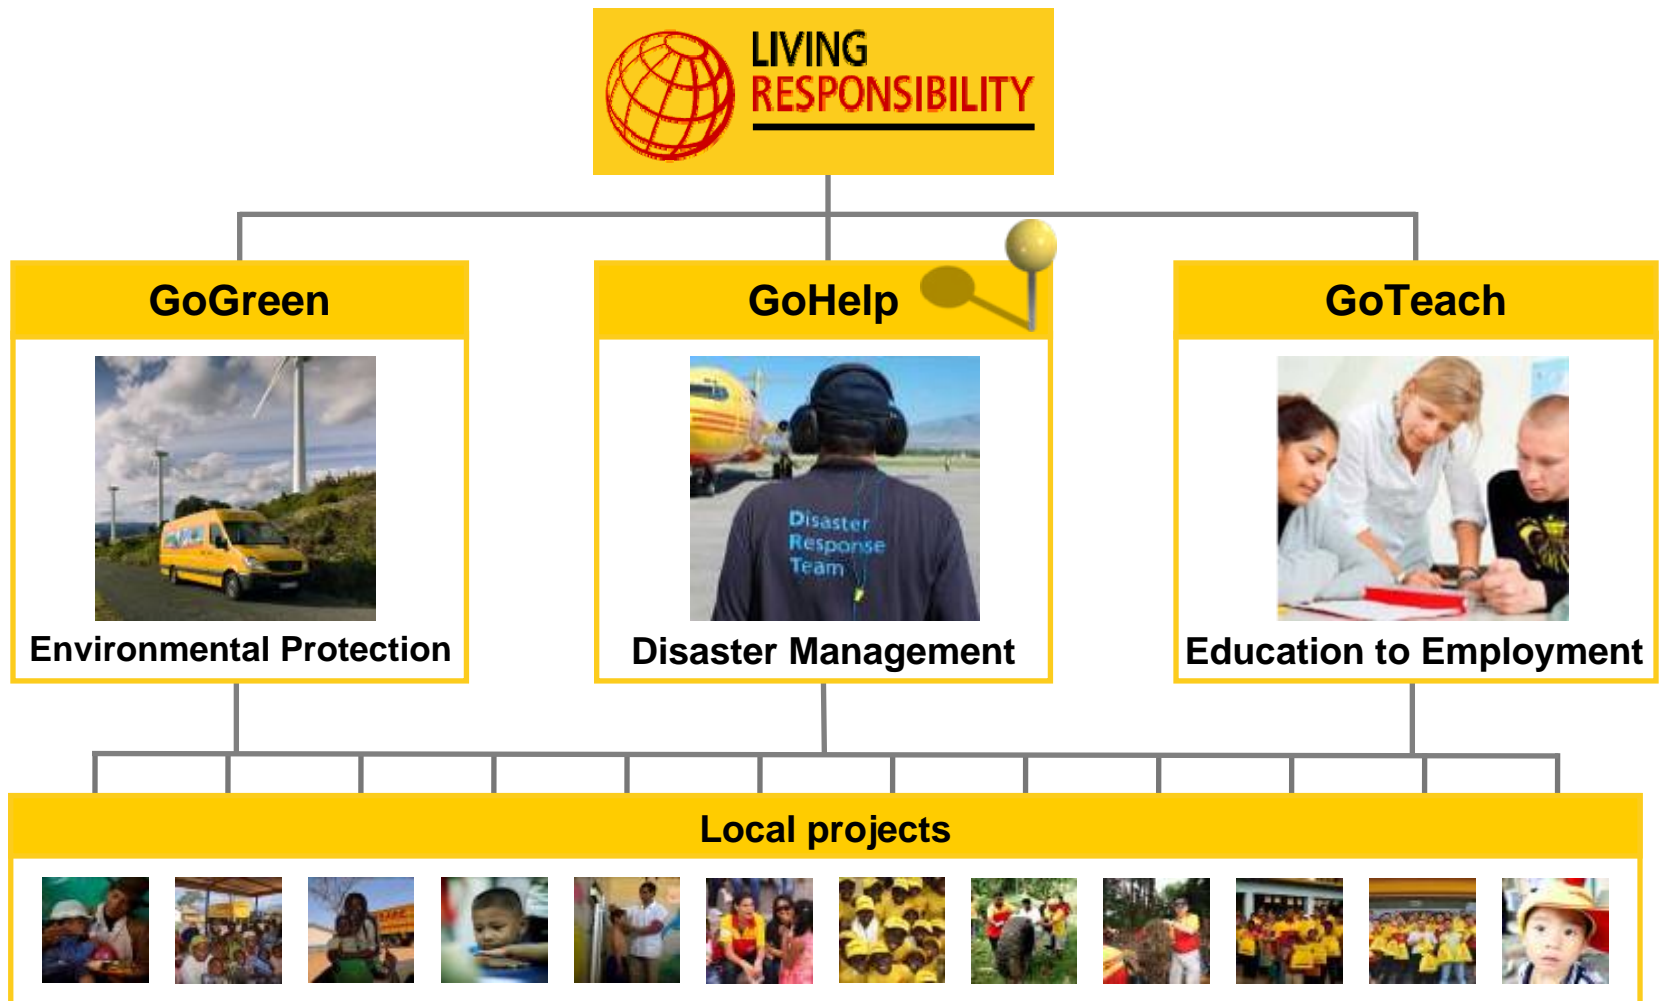 LIVING
RESPONSIBILITY
GoGreen
GoHelp
GoTeach
Disaster
Response
Team
Environmental Protection
Disaster Management
Education to Employment
Local projects